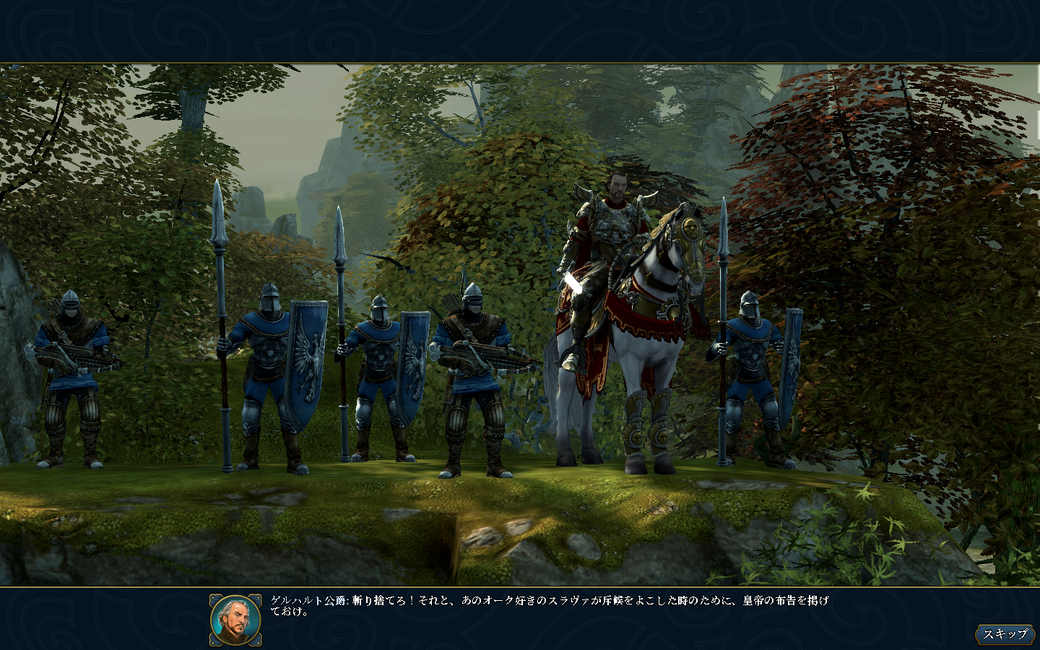 ゲルハルト公爵: 斬り捨てろ！それと、あのオーク好きのスラヴァが斥候をよこした時のために、皇帝の布告を掲げ
ておけ。
スキップ